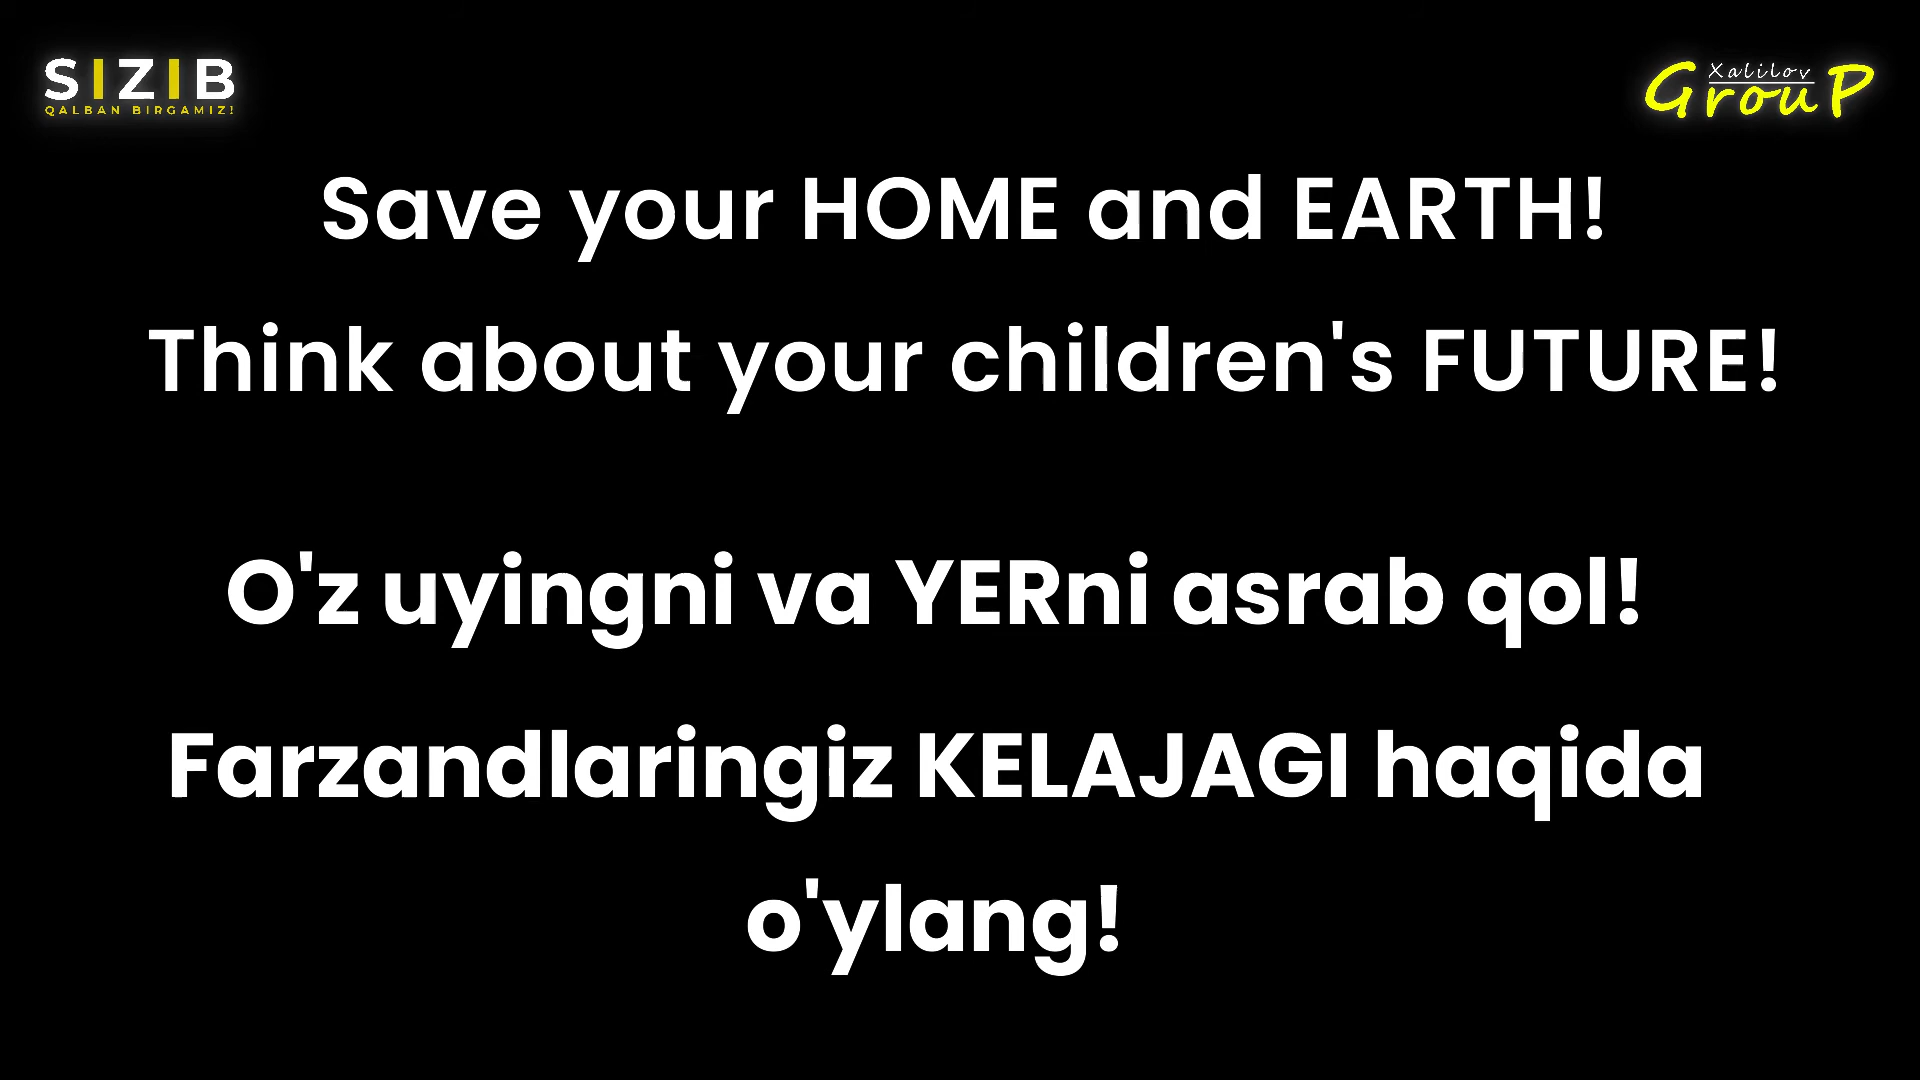 SIZIB
QALBAN BIRGAMIZ!
Xalilov
GrouP
Save your HOME and EARTH!
Think about your children's FUTURE!
O'z uyingni va YERni asrab qol!
Farzandlaringiz KELAJAGI haqida
o'ylang!